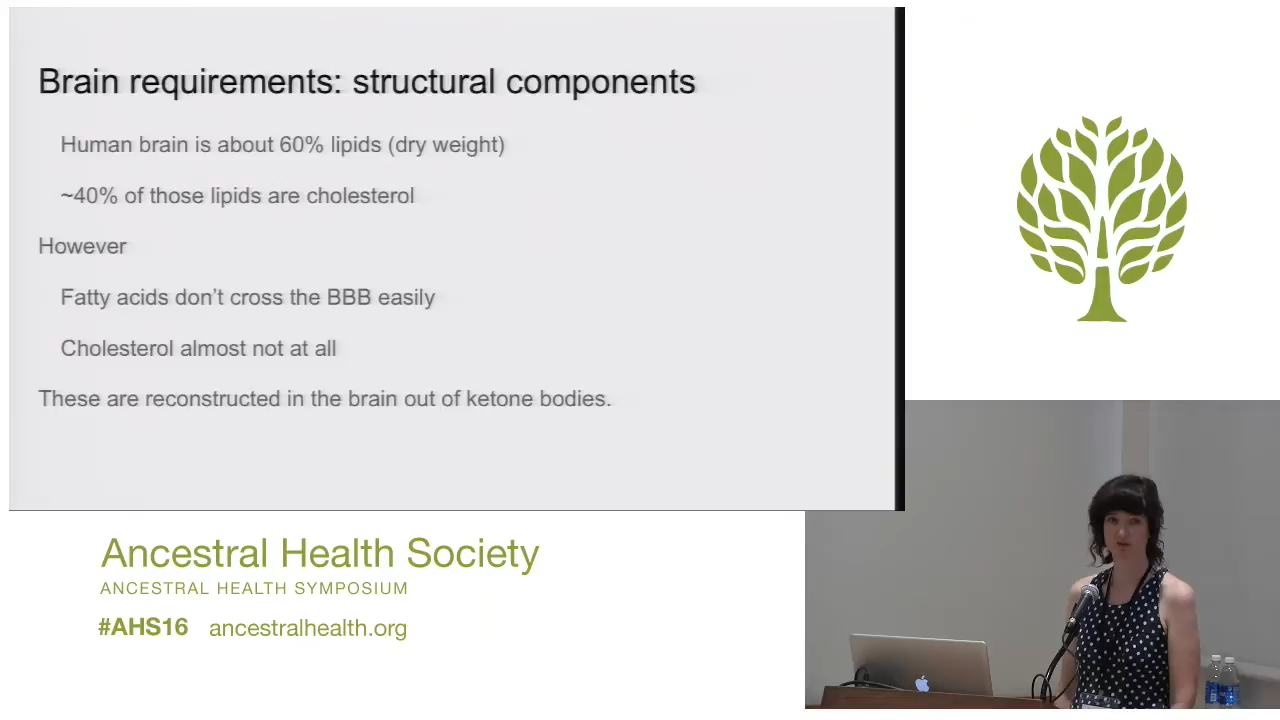 Brain requirements: structural components
Human brain is about 60% lipids (dry weight)
~40% of those lipids are cholesterol
However
Fatty acids don’t cross the BBB easily
Cholesterol almost not at all
These are reconstructed in the brain out of ketone bodies.
Ancestral Health Society
ANCESTRAL HEALTH SYMPOSIUM
#AHS16 ancestralhealth.org